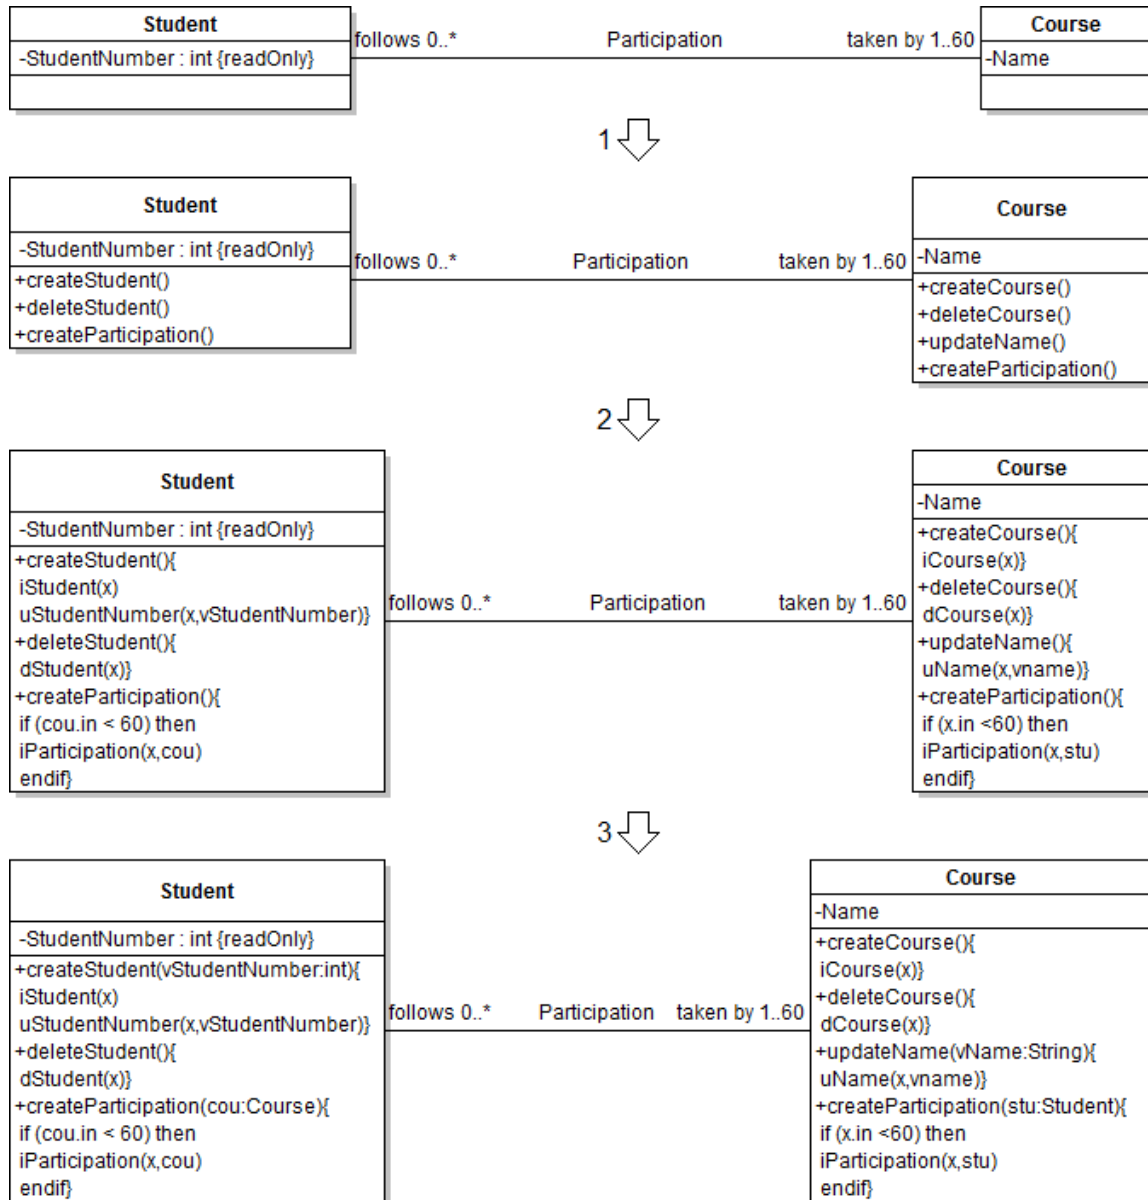 Student
-StudentNumber : int {readOnly}
follows 0..*
Participation
taken by 1..60
Course
-Name
1
Student
-StudentNumber : int {readOnly}
+createStudent()
+deleteStudent()
+createParticipation()
follows 0..*
Participation
taken by 1..60
Course
-Name
+createCourse()
+deleteCourse()
+updateName()
+createParticipation()
2
Student
-StudentNumber : int {readOnly}
+createStudent(){
iStudent(x)
uStudentNumber(x,vStudentNumber)}
+deleteStudent(){
dStudent(x)}
+createParticipation(){
if (cou.in < 60) then
iParticipation(x,cou)
endif}
follows 0..*
Participation
taken by 1..60
Course
-Name
+createCourse(){
iCourse(x)}
+deleteCourse(){
dCourse(x)}
+updateName(){
uName(x,vname)}
+createParticipation(){
if (x.in <60) then
iParticipation(x,stu)
endif}
3
Student
-StudentNumber : int {readOnly}
+createStudent(vStudentNumber:int){
iStudent(x)
uStudentNumber(x,vStudentNumber)}
+deleteStudent(){
dStudent(x)}
+createParticipation(cou:Course){
if (cou.in < 60) then
iParticipation(x,cou)
endif}
follows 0..*
Participation
taken by 1..60
Course
-Name
+createCourse(){
iCourse(x)}
+deleteCourse(){
dCourse(x)}
+updateName(vName:String){
uName(x,vname)}
+createParticipation(stu:Student){
if (x.in <60) then
iParticipation(x,stu)
endif}